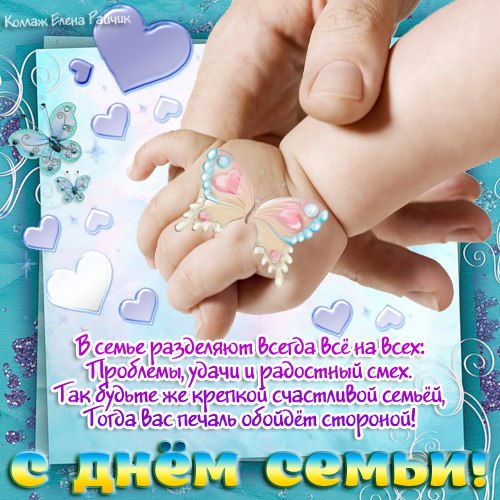 Коллаж Елена Райчик
В семье разделяют всегда всё на всех:
Проблемы, удачи и радостный смех.
Так будьте же крепкой счастливой семьёй,
Тогда вас печаль обойдёт стороной!
с днём семьи!